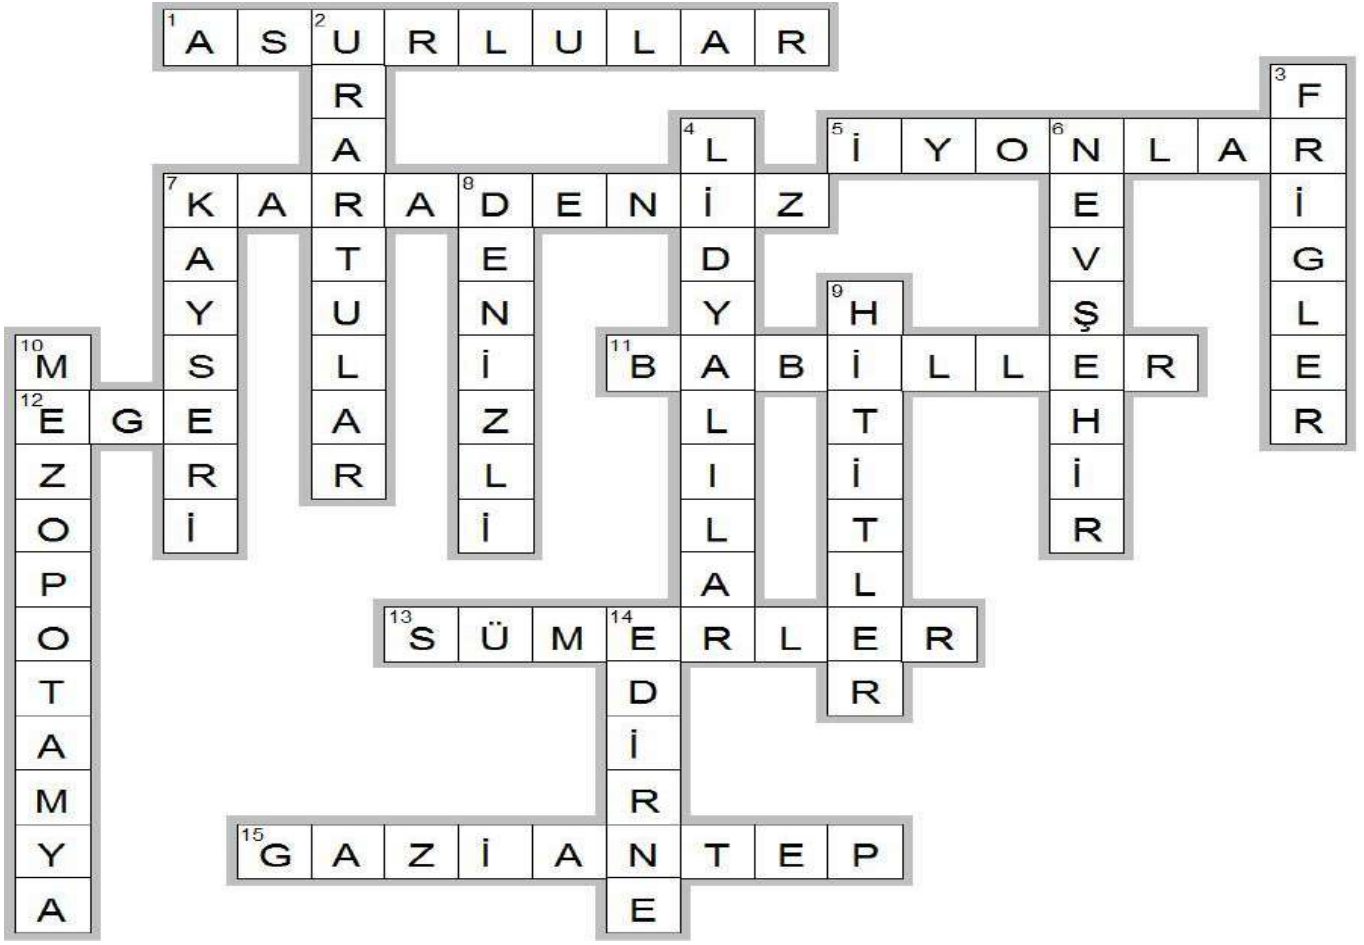 1 ASURLULAR
2 URARTULAR
3 FRİGLER
4 LİDYALILAR
5 İYONLAR
6 NEVŞEHİR
7 KARADENİZ
KAYSERİ
8 DENİZLİ
9 HİTİTLER
10 MEZOPOTAMYA
11 BABİLLER
12 EGE
13 SÜMERLER
14 EDİRNE
15 GAZİANTEP